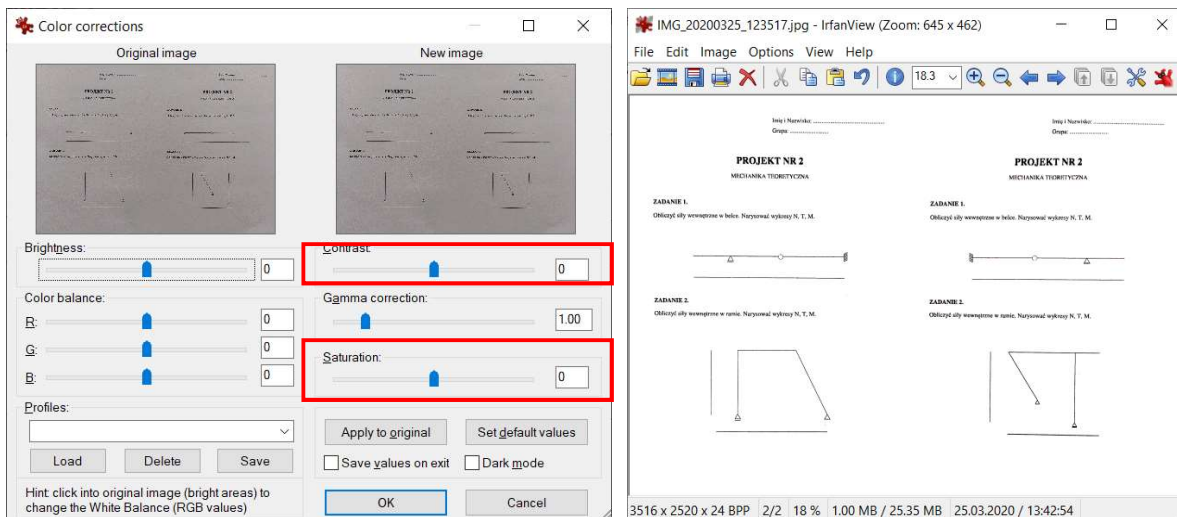 Color corrections
Original image
New image
PROJEKT NR 2
PROJEKT NR 2
Brightness:
0
Contrast:
0
Color balance:
R:
0
G:
0
B:
0
Gamma correction:
1.00
Saturation:
0
Profiles:
Load
Delete
Save
Apply to original
Set default values
Save values on exit
Dark mode
Hint: click into original image (bright areas) to
change the White Balance (RGB values)
OK
Cancel
IMG_20200325_123517.jpg - IrfanView (Zoom: 645 x 462)
File Edit Image Options View Help
18.3
Imię i Nazwisko:
Grupa:
PROJEKT NR 2
MECHANIKA TEORETYCZNA
ZADANIE 1.
Obliczyć siły wewnętrzne w belce. Narysować wykresy N, T, M.
ZADANIE 2.
Obliczyć siły wewnętrzne w ramie. Narysować wykresy N, T, M.
Imię i Nazwisko:
Grupa:
PROJEKT NR 2
MECHANIKA TEORETYCZNA
ZADANIE 1.
Obliczyć siły wewnętrzne w belce. Narysować wykresy N, T, M.
ZADANIE 2.
Obliczyć siły wewnętrzne w ramie. Narysować wykresy N, T, M.
3516 x 2520 x 24 BPP 2/2 18 % 1.00 MB / 25.35 MB 25.03.2020 / 13:42:54